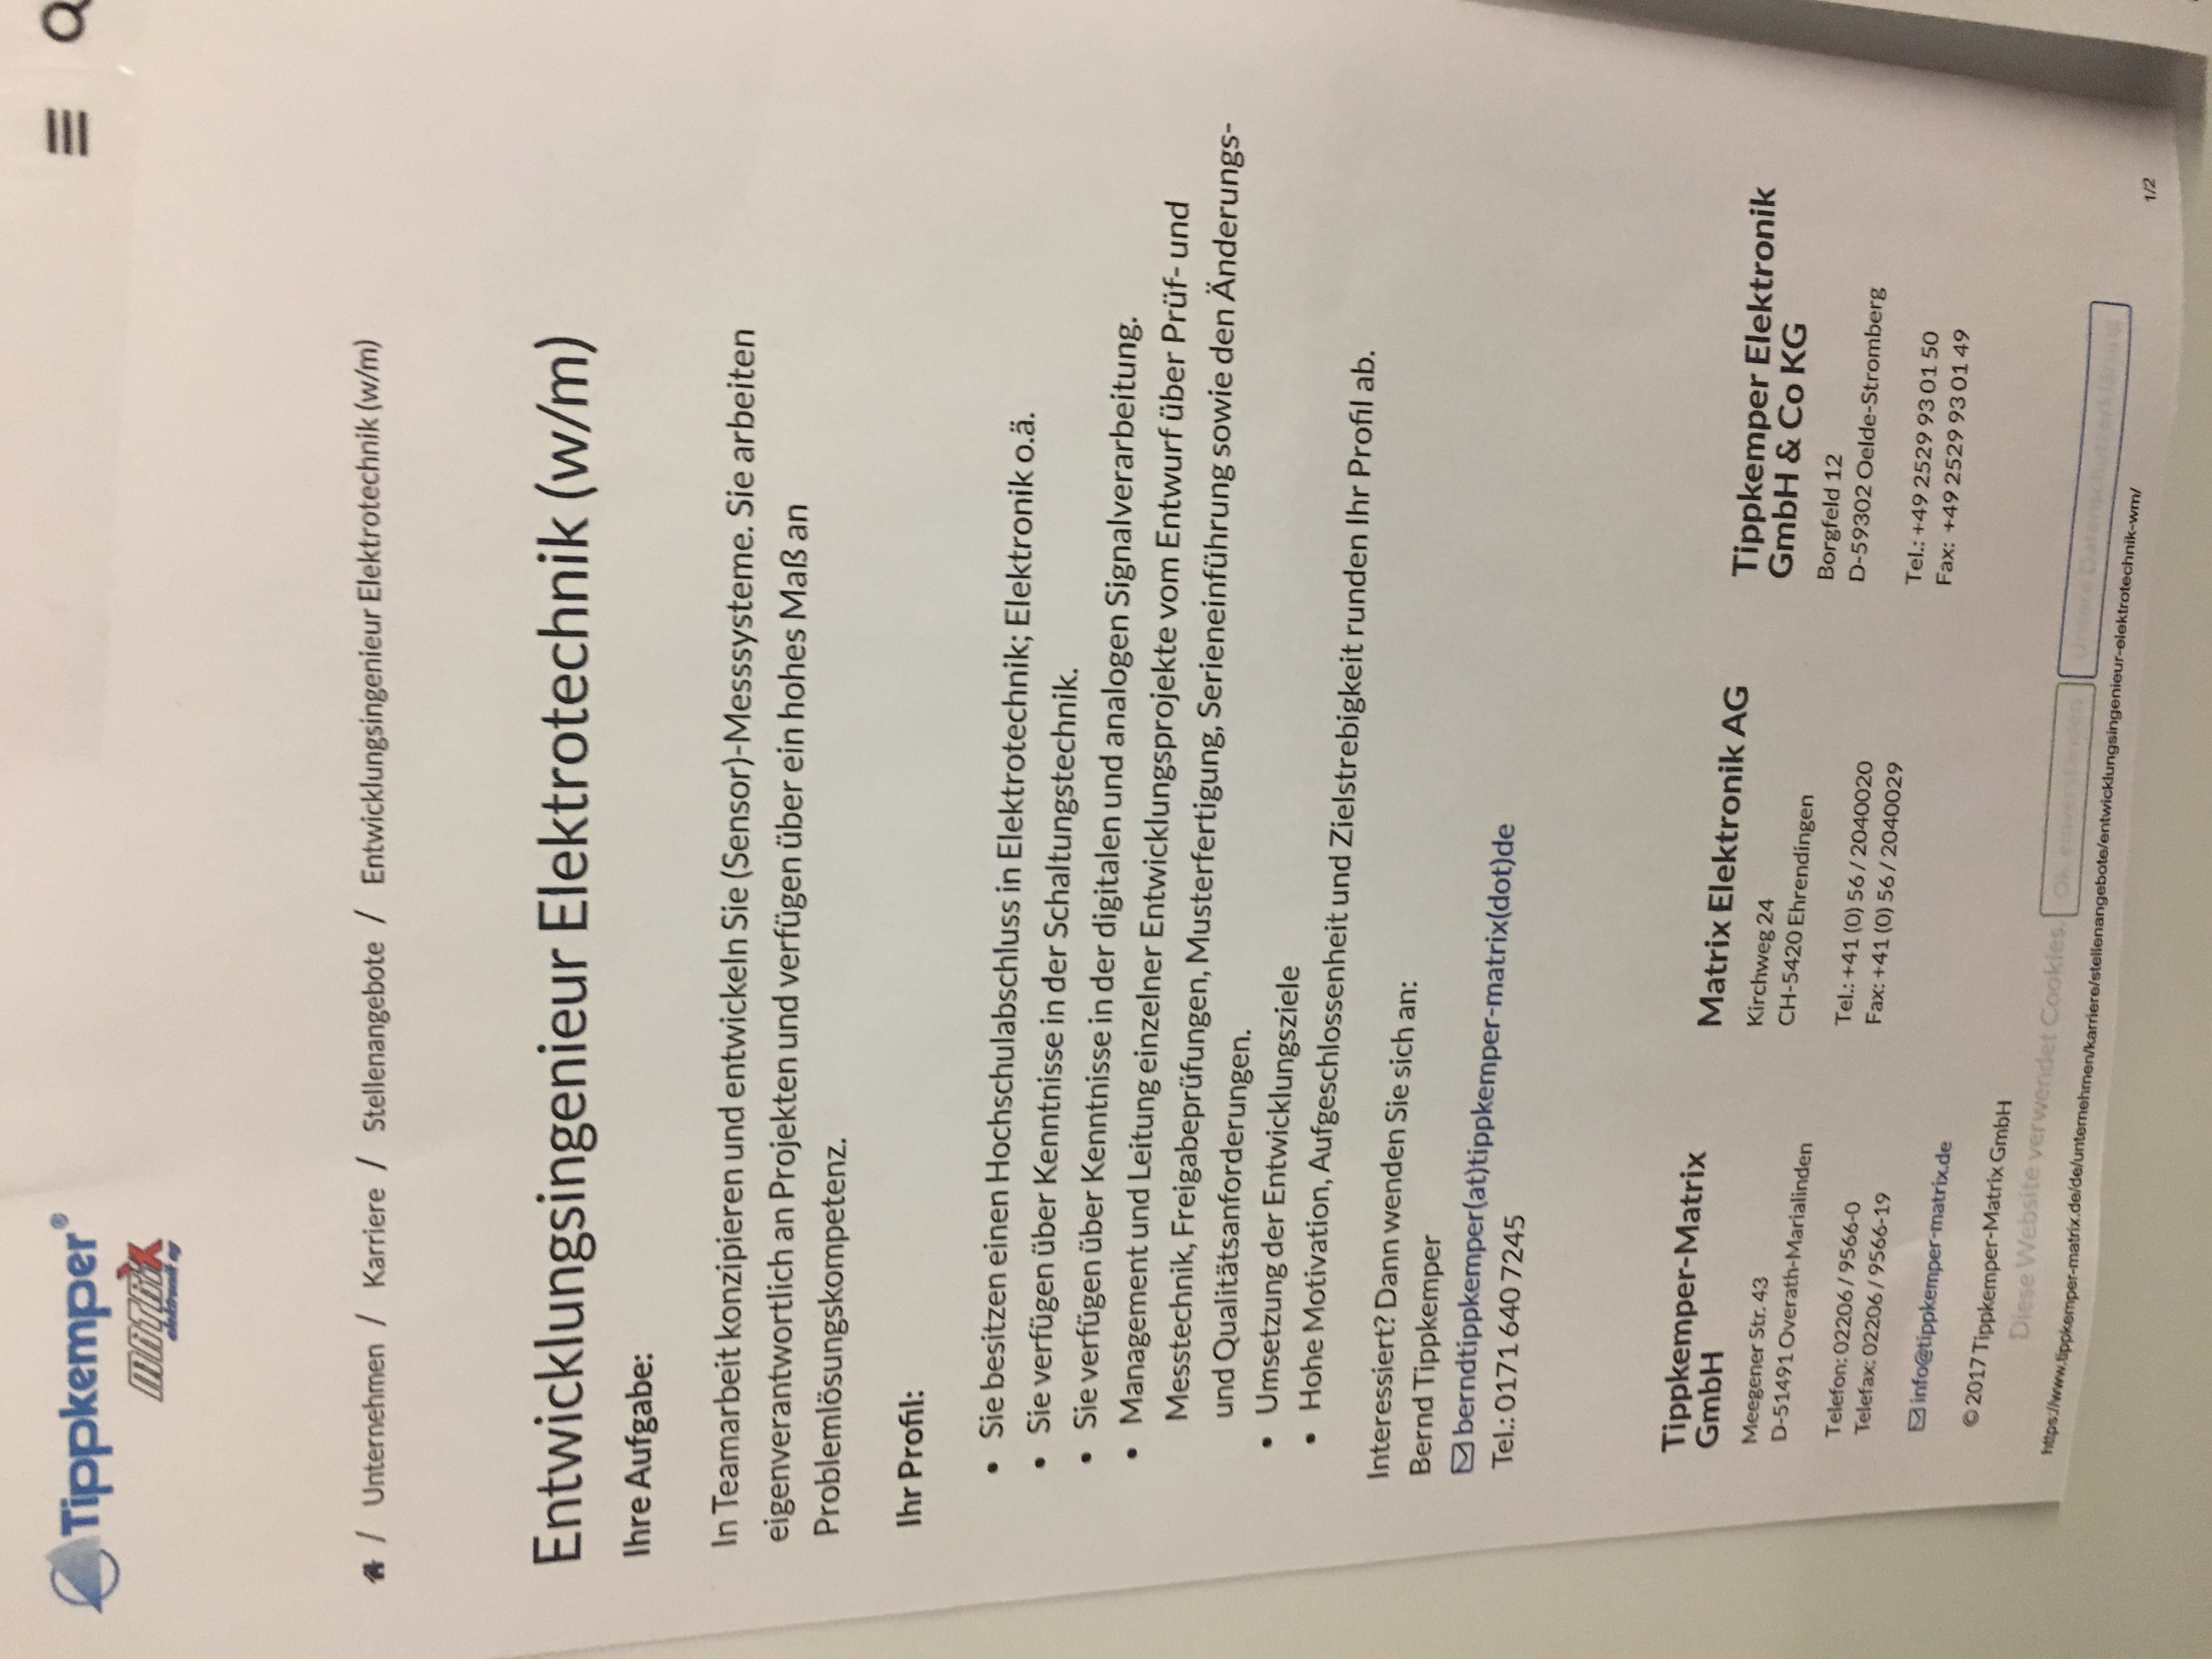 Tippkemper®
MATRIX
elektronik ag
/ Unternehmen / Karriere / Stellenangebote / Entwicklungsingenieur Elektrotechnik (w/m)
Entwicklungsingenieur Elektrotechnik (w/m)
Ihre Aufgabe:
In Teamarbeit konzipieren und entwickeln Sie (Sensor)-Messsysteme. Sie arbeiten
eigenverantwortlich an Projekten und verfügen über ein hohes Maß an
Problemlösungskompetenz.
Ihr Profil:
• Sie besitzen einen Hochschulabschluss in Elektrotechnik; Elektronik o.ä.
• Sie verfügen über Kenntnisse in der Schaltungstechnik.
• Sie verfügen über Kenntnisse in der digitalen und analogen Signalverarbeitung.
• Management und Leitung einzelner Entwicklungsprojekte vom Entwurf über Prüf- und
Messtechnik, Freigabeprüfungen, Musterfertigung, Serieneinführung sowie den Änderungs-
und Qualitätsanforderungen.
• Umsetzung der Entwicklungsziele
• Hohe Motivation, Aufgeschlossenheit und Zielstrebigkeit runden Ihr Profil ab.
Interessiert? Dann wenden Sie sich an:
Bernd Tippkemper
berndtippkemper(at)tippkemper-matrix(dot)de
Tel.: 0171 640 7245
Tippkemper-Matrix
GmbH
Meegener Str. 43
D-51491 Overath-Marialinden
Telefon: 02206 / 9566-0
Telefax: 02206 / 9566-19
info@tippkemper-matrix.de
© 2017 Tippkemper-Matrix GmbH
Matrix Elektronik AG
Kirchweg 24
CH-5420 Ehrendingen
Tel.: +41 (0) 56 / 2040020
Fax: +41 (0) 56 / 2040029
Tippkemper Elektronik
GmbH & Co KG
Borgfeld 12
D-59302 Oelde-Stromberg
Tel.: +49 2529 93 01 50
Fax: +49 2529 93 01 49
Diese Website verwendet Cookies. Ok, einverstanden Unsere Datenschutzerklärung
https://www.tippkemper-matrix.de/de/unternehmen/karriere/stellenangebote/entwicklungsingenieur-elektrotechnik-wm/
1/2